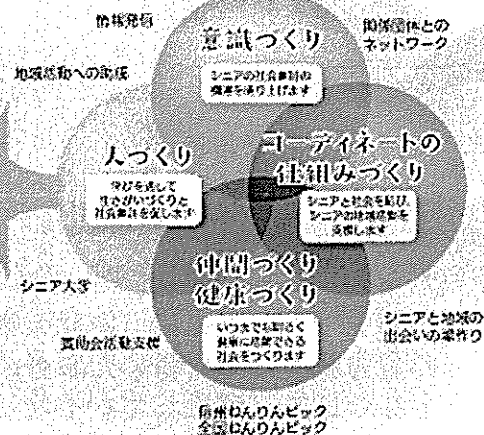 情報発信
意識づくり
シニアの社会参加の
機運を盛り上げます
関係団体との
ネットワーク
地域活動への助成
人づくり
学びを通して
生きがいづくりと
社会参加を促します
コーディネートの
仕組みづくり
シニアと社会を結び、
シニアの地域活動を
支援します
シニア大学
仲間づくり
健康づくり
いつまでも明るく
健康に活躍できる
社会をつくります
賛助会活動支援
シニアと地域の
出会いの場作り
信州ねんりんピック
全国ねんりんピック